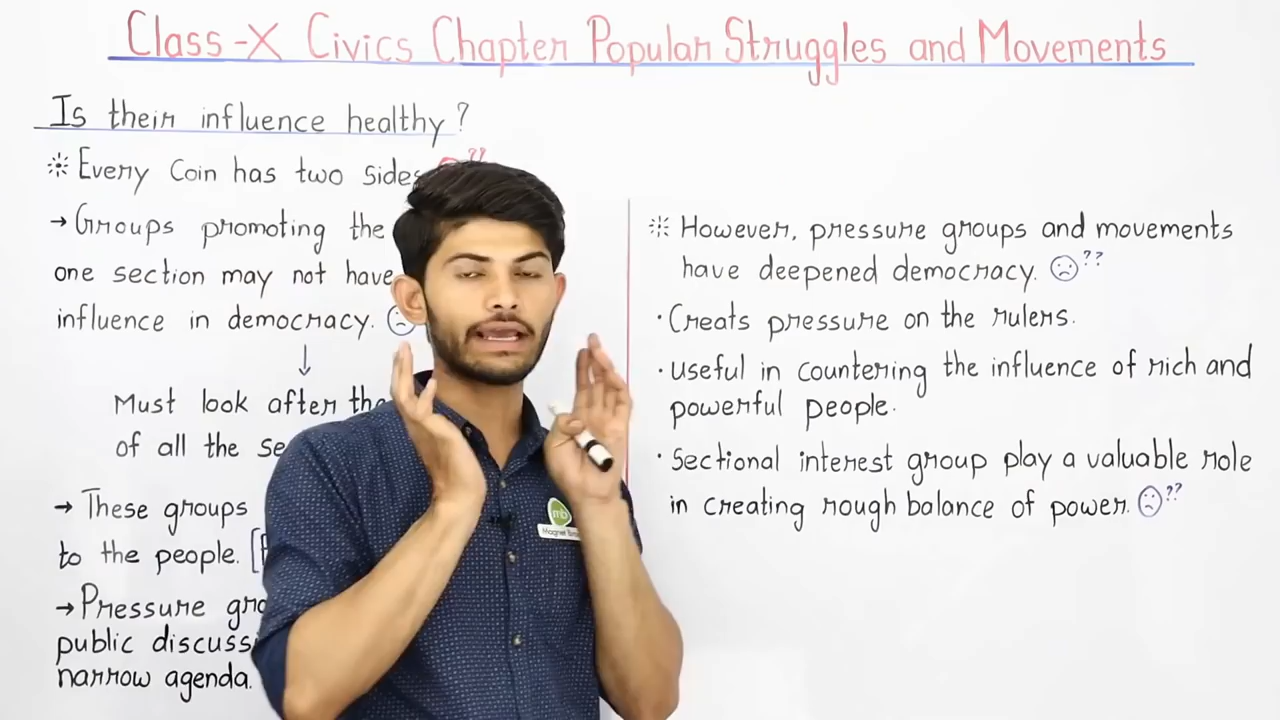 Class-X Civics Chapter Popular Struggles and Movements
Is their influence healthy?
Every Coin has two sides ??
→ Groups promoting the
one section may not have
influence in democracy.
↓
Must look after the
of all the
→ These groups
to the people. [
→ Pressure
public
narrow agenda.
However, pressure groups and movements
have deepened democracy. ??
· Creats pressure on the rulers.
· useful in countering the influence of rich and
powerful people.
· Sectional interest group play a valuable role
in creating rough balance of power. ??
mb
Magnet